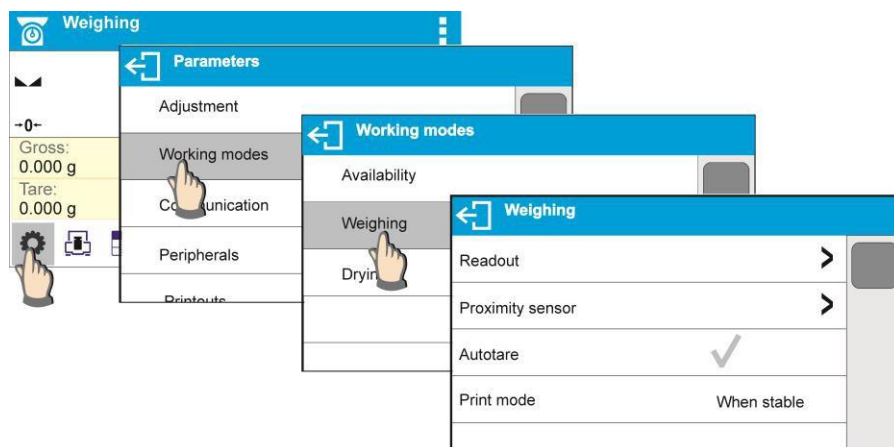 Weighing
→0←
Gross:
0.000 g
Tare:
0.000 g
Parameters
Adjustment
Working modes
Peripherals
Printouts
Working modes
Availability
Weighing
Weighing
Readout
Proximity sensor
Autotare
Print mode When stable